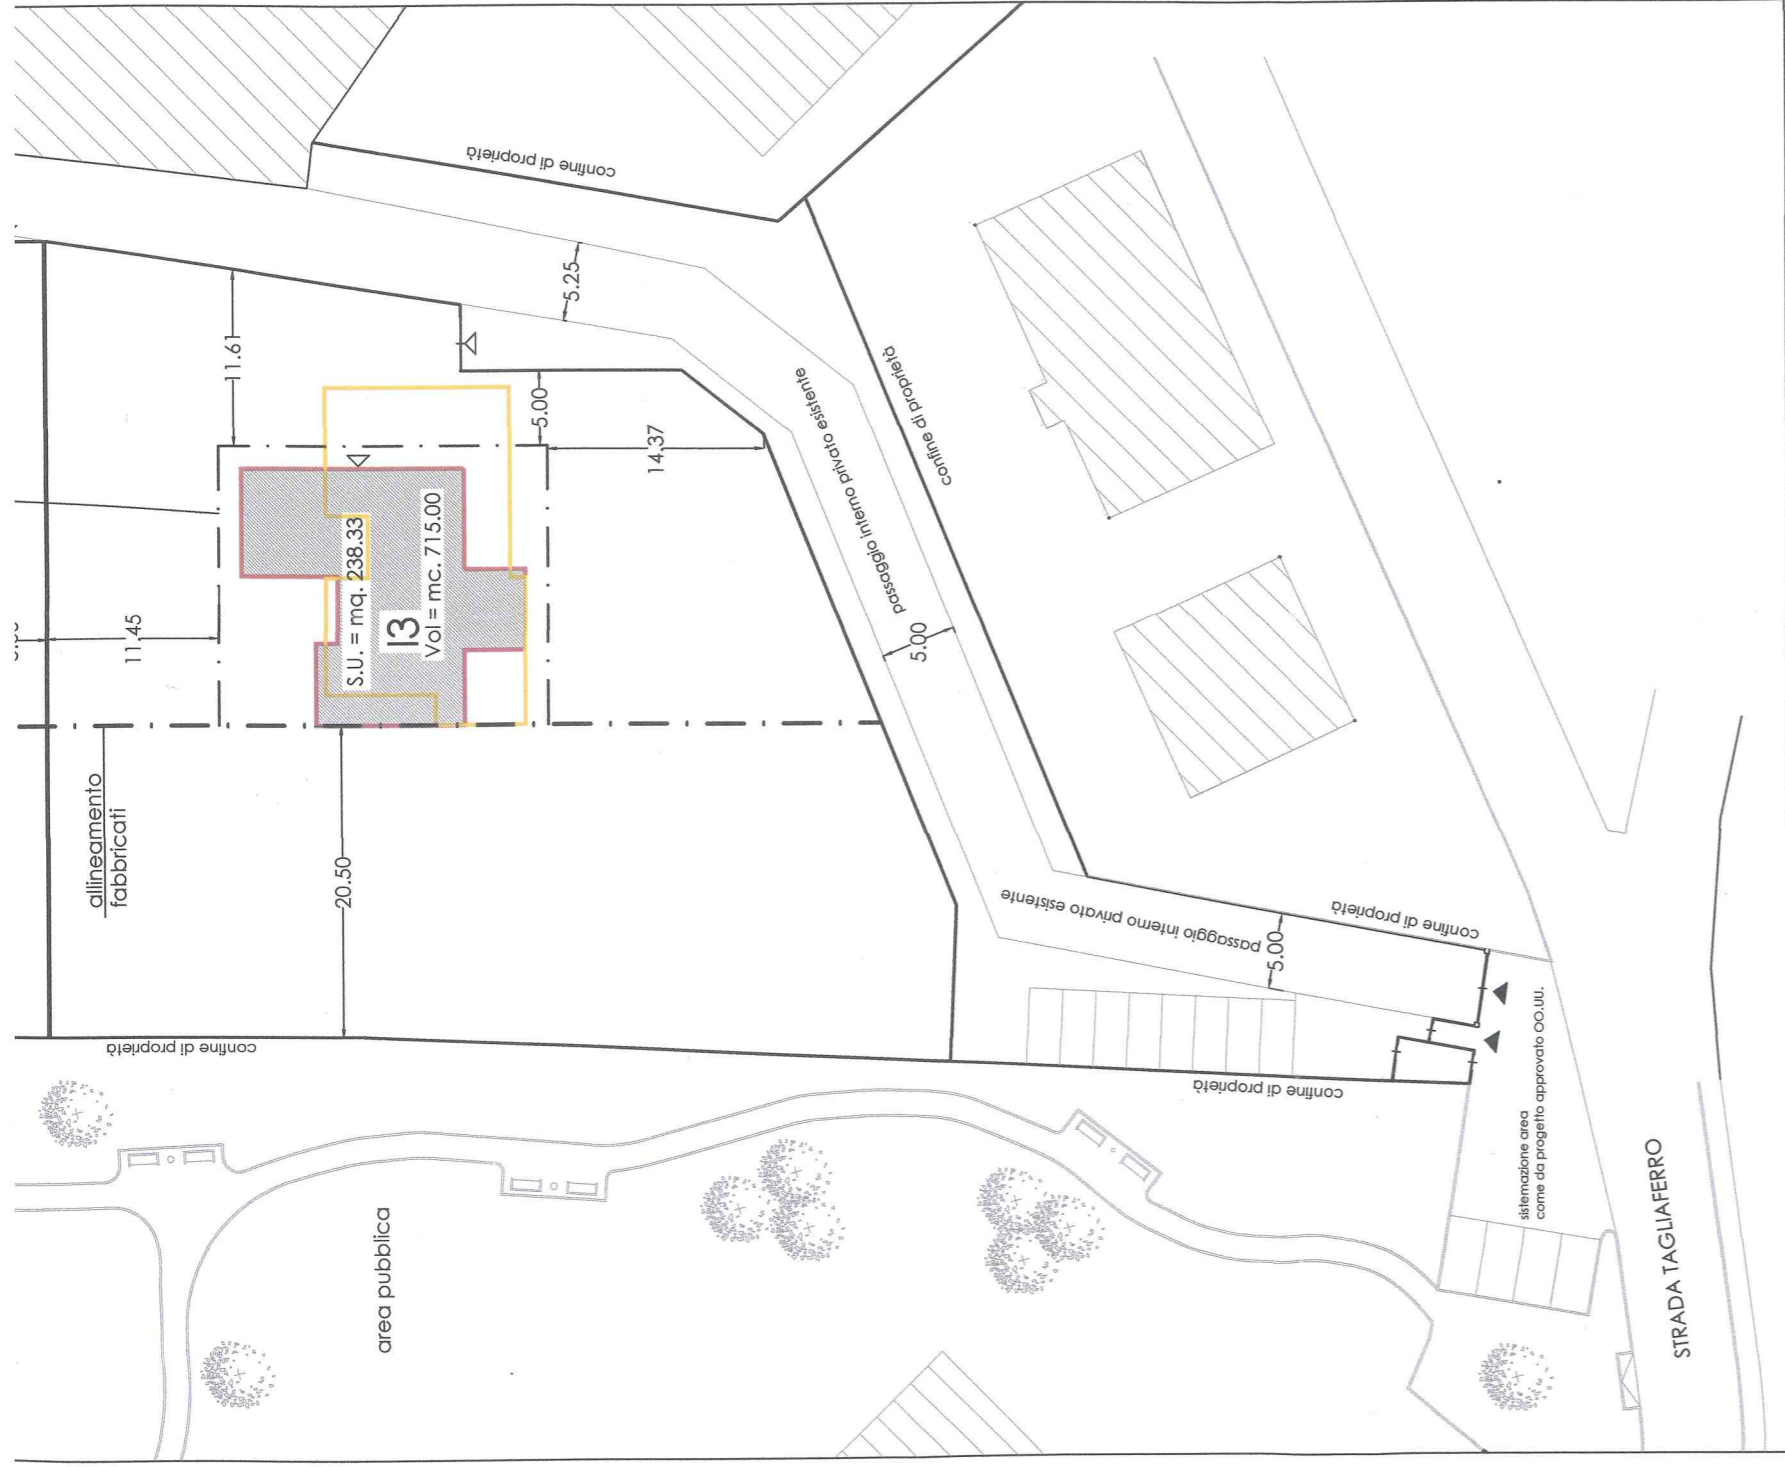 confine di proprietà
5.25
11.61
5.00
14.37
S.U. = mq. 238.33
13
Vol = mc. 715.00
11.45
allineamento
fabbricati
20.50
passaggio interno privato esistente
5.00
confine di proprietà
passaggio interno privato esistente
5.00
confine di proprietà
confine di proprietà
confine di proprietà
area pubblica
sistemazione area
come da progetto approvato OO.UU.
STRADA TAGLIAFERRO